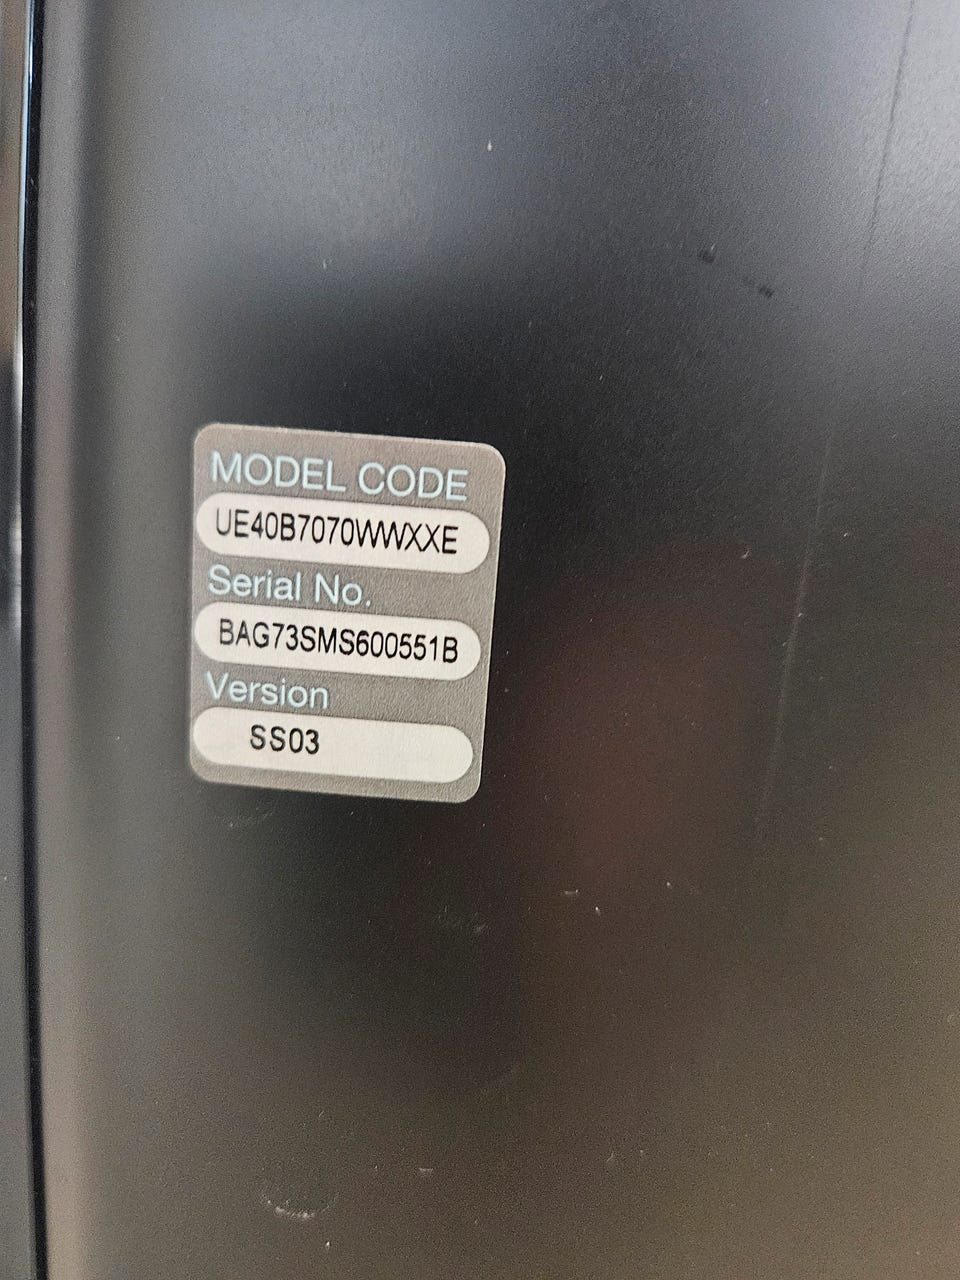 MODEL CODE
UE40B7070WWXXE
Serial No.
BAG73SMS600551B
Version
SS03